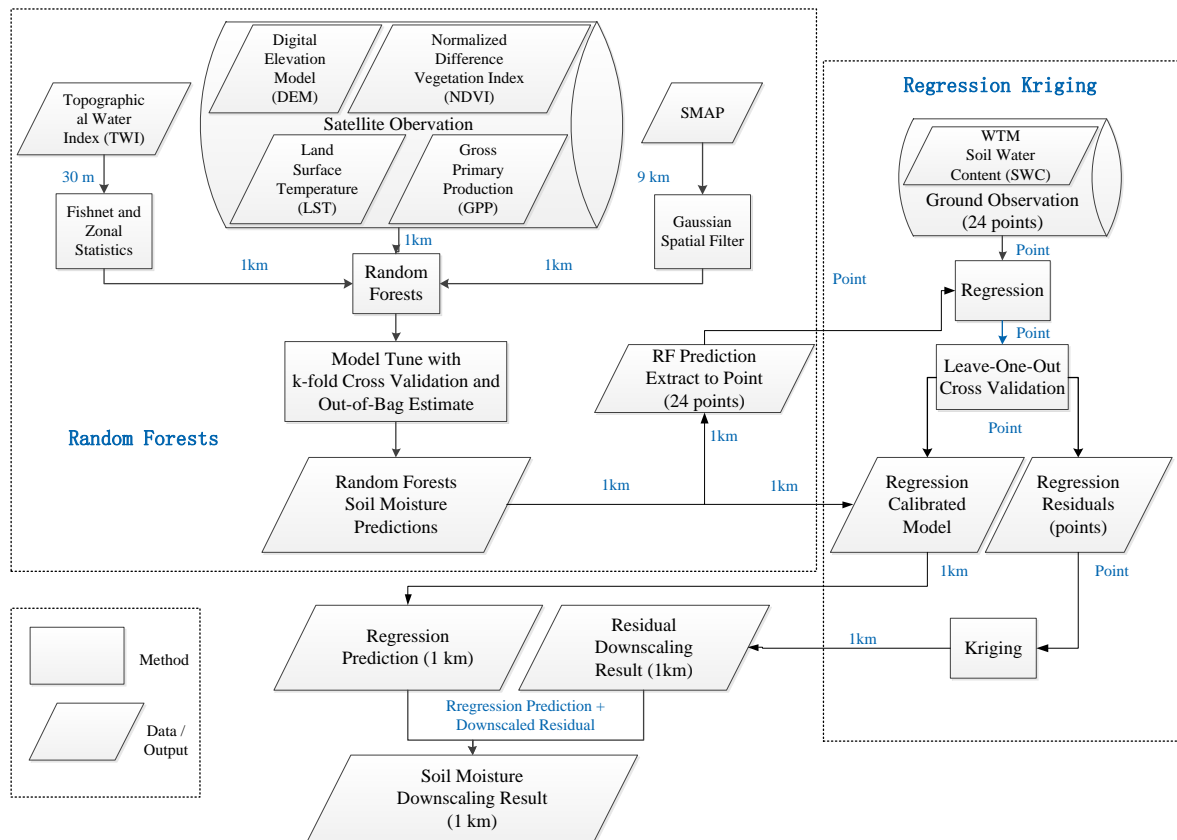 Digital
Elevation
Model
(DEM)
Normalized
Difference
Vegetation Index
(NDVI)
Topographic
al Water
Index (TWI)
Satellite Obervation
SMAP
Land
Surface
Temperature
(LST)
Gross
Primary
Production
(GPP)
30 m
9 km
Fishnet and
Zonal
Statistics
Gaussian
Spatial Filter
1km
1km
1km
Random
Forests
Model Tune with
k-fold Cross Validation and
Out-of-Bag Estimate
Random Forests
Random Forests
Soil Moisture
Predictions
1km
1km
1km
RF Prediction
Extract to Point
(24 points)
Point
Regression Kriging
WTM
Soil Water
Content (SWC)
Ground Observation
(24 points)
Point
Regression
Point
Leave-One-Out
Cross Validation
Point
Regression
Calibrated
Model
Regression
Residuals
(points)
1km
Point
Kriging
1km
Regression
Prediction (1 km)
Residual
Downscaling
Result (1km)
Rregression Prediction +
Downscaled Residual
Soil Moisture
Downscaling Result
(1 km)
Method
Data /
Output